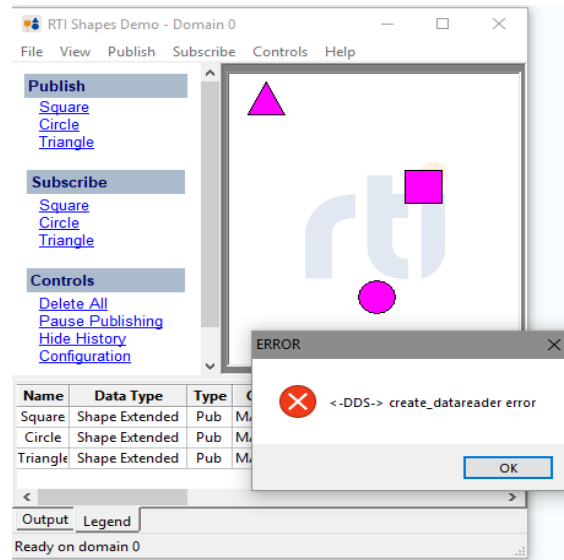 RTI Shapes Demo - Domain 0
File View Publish Subscribe Controls Help
Publish
Square
Circle
Triangle
Subscribe
Square
Circle
Triangle
Controls
Delete All
Pause Publishing
Hide History
Configuration
rti
ERROR
<-DDS-> create_datareader error
OK
Name Data Type Type
Square Shape Extended Pub
Circle Shape Extended Pub
Triangle Shape Extended Pub
Output Legend
Ready on domain 0